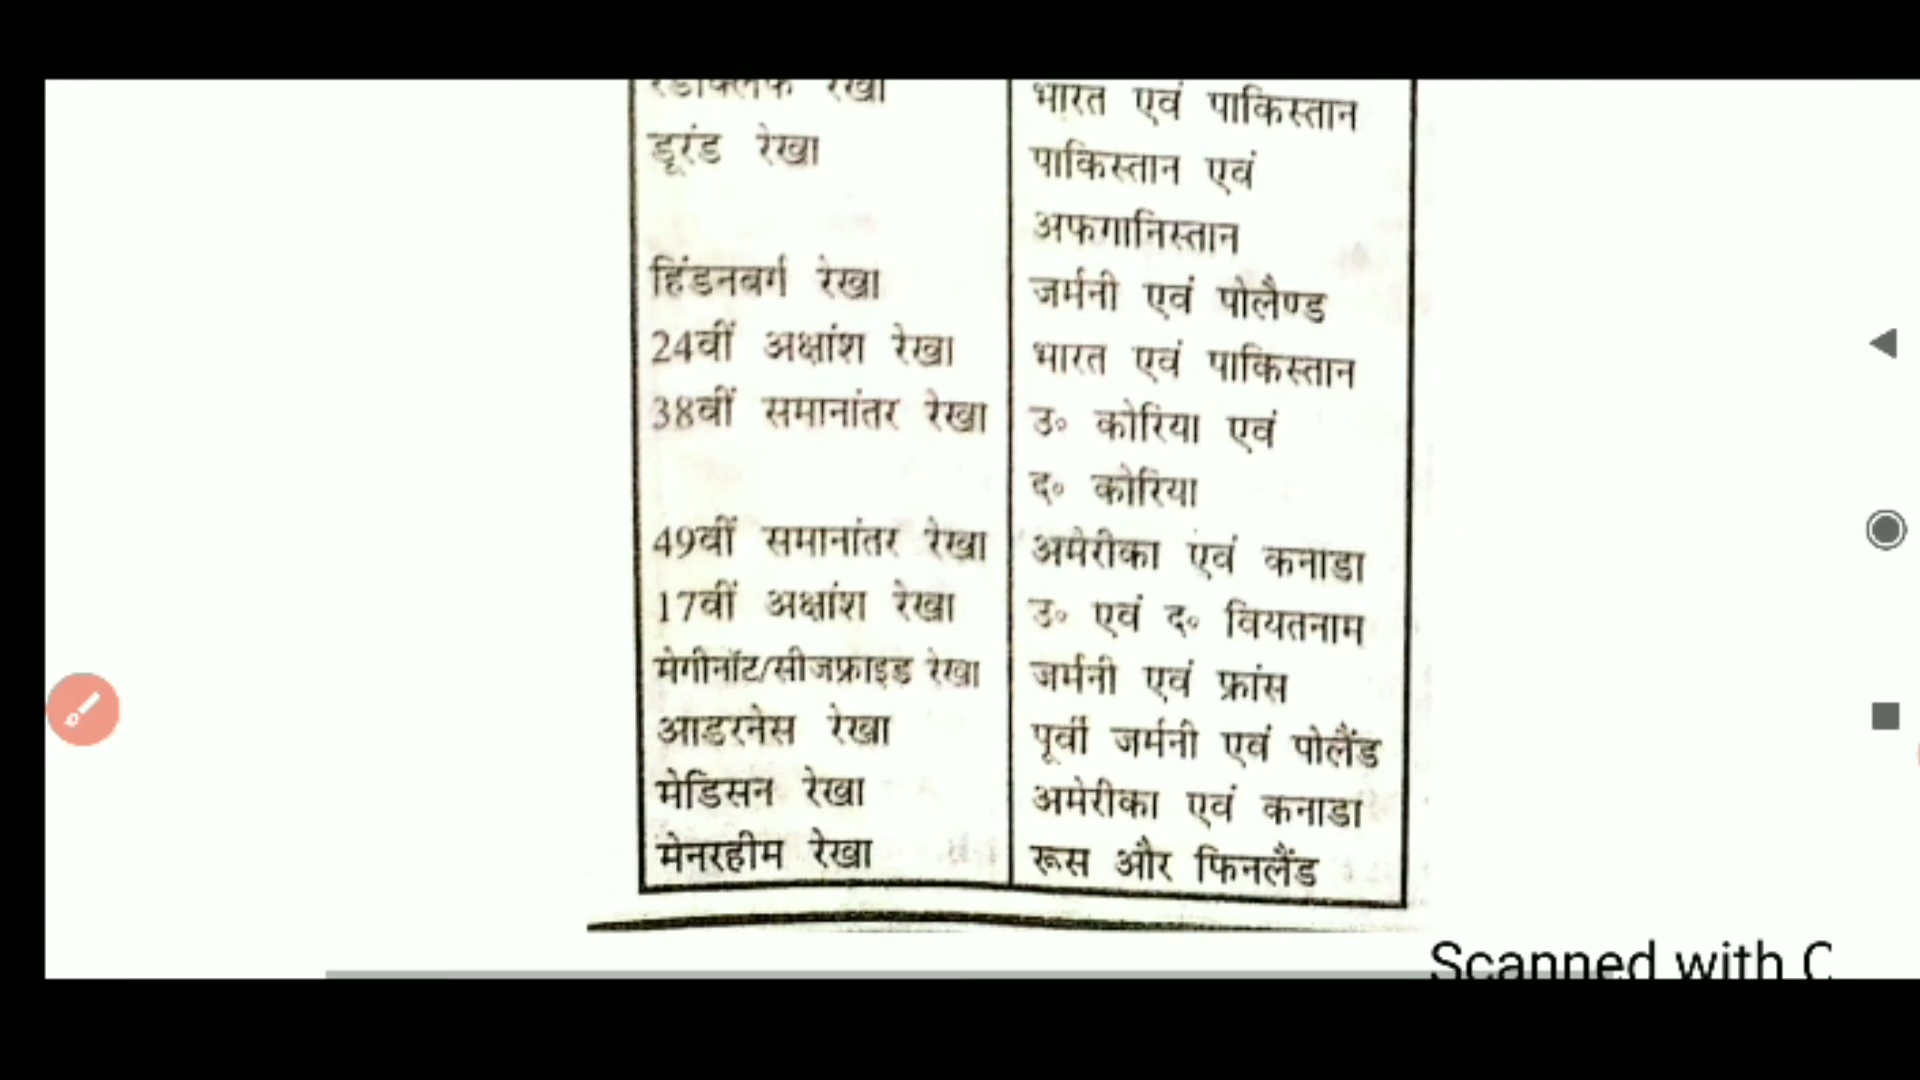 रेखा भारत एवं पाकिस्तान
डूरंड रेखा पाकिस्तान एवं
अफगानिस्तान
हिंडनबर्ग रेखा जर्मनी एवं पोलैण्ड
24वीं अक्षांश रेखा भारत एवं पाकिस्तान
38वीं समानांतर रेखा उ॰ कोरिया एवं
द॰ कोरिया
49वीं समानांतर रेखा अमेरीका एवं कनाडा
17वीं अक्षांश रेखा उ॰ एवं द॰ वियतनाम
मेगीनॉट/सीजफ्राइड रेखा जर्मनी एवं फ्रांस
आडरनेस रेखा पूर्वी जर्मनी एवं पोलैंड
मेडिसन रेखा अमेरीका एवं कनाडा
मेनरहीम रेखा रूस और फिनलैंड
Scanned with